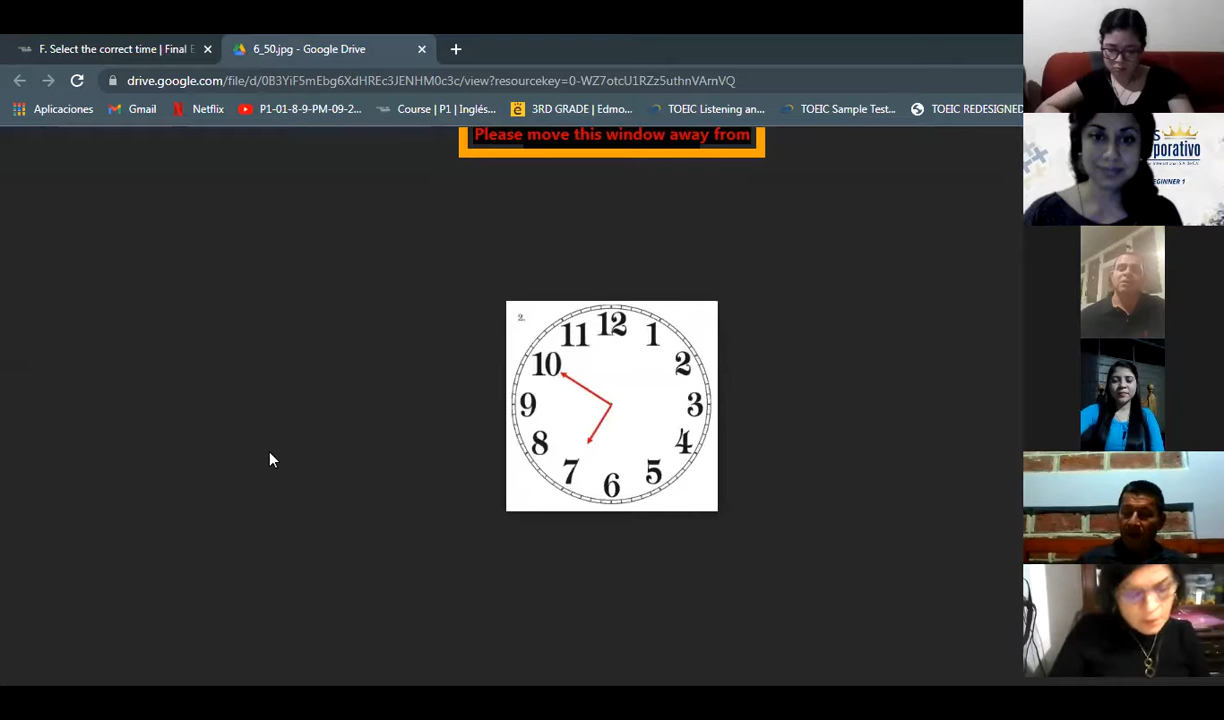 F. Select the correct time | Final E
6_50.jpg - Google Drive
drive.google.com/file/d/0B3YiF5mEbg6XdHREc3JENHM0c3c/view?resourcekey=0-WZ7otcU1RZz5uthnVAmVQ
Aplicaciones
Gmail
Netflix
P1-01-8-9-PM-09-2...
Course | P1 | Inglés...
3RD GRADE | Edmo...
TOEIC Listening an...
TOEIC Sample Test...
TOEIC REDESIGNED
Please move this window away from
2.
12
11
1
10
2
9
3
8
4
7
5
6
S
porativo
EGINNER 1